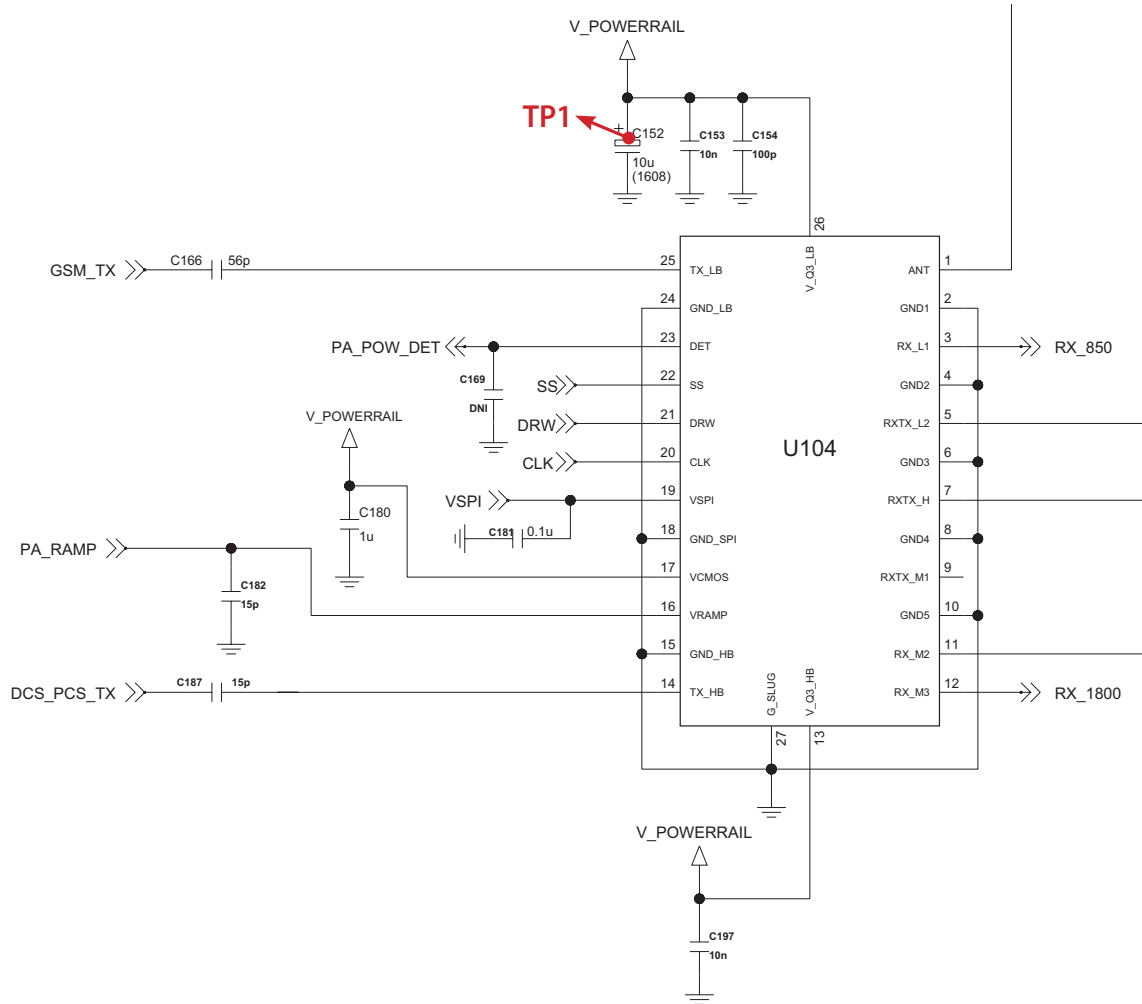 V_POWERRAIL
TP1
+
C152
10u
(1608)
C153
10n
C154
100p
26
V_Q3_LB
GSM_TX
C166
56p
25
TX_LB
ANT
1
24
GND_LB
GND1
2
PA_POW_DET
23
DET
RX_L1
3
RX_850
C169
DNI
SS
22
SS
GND2
4
DRW
21
DRW
RXTX_L2
5
V_POWERRAIL
U104
CLK
20
CLK
GND3
6
VSPI
19
VSPI
RXTX_H
7
C180
1u
C181
0.1u
18
GND_SPI
GND4
8
PA_RAMP
17
VCMOS
RXTX_M1
9
C182
15p
16
VRAMP
GND5
10
15
GND_HB
RX_M2
11
DCS_PCS_TX
C187
15p
14
TX_HB
RX_M3
12
RX_1800
G_SLUG
V_Q3_HB
27
13
V_POWERRAIL
C197
10n